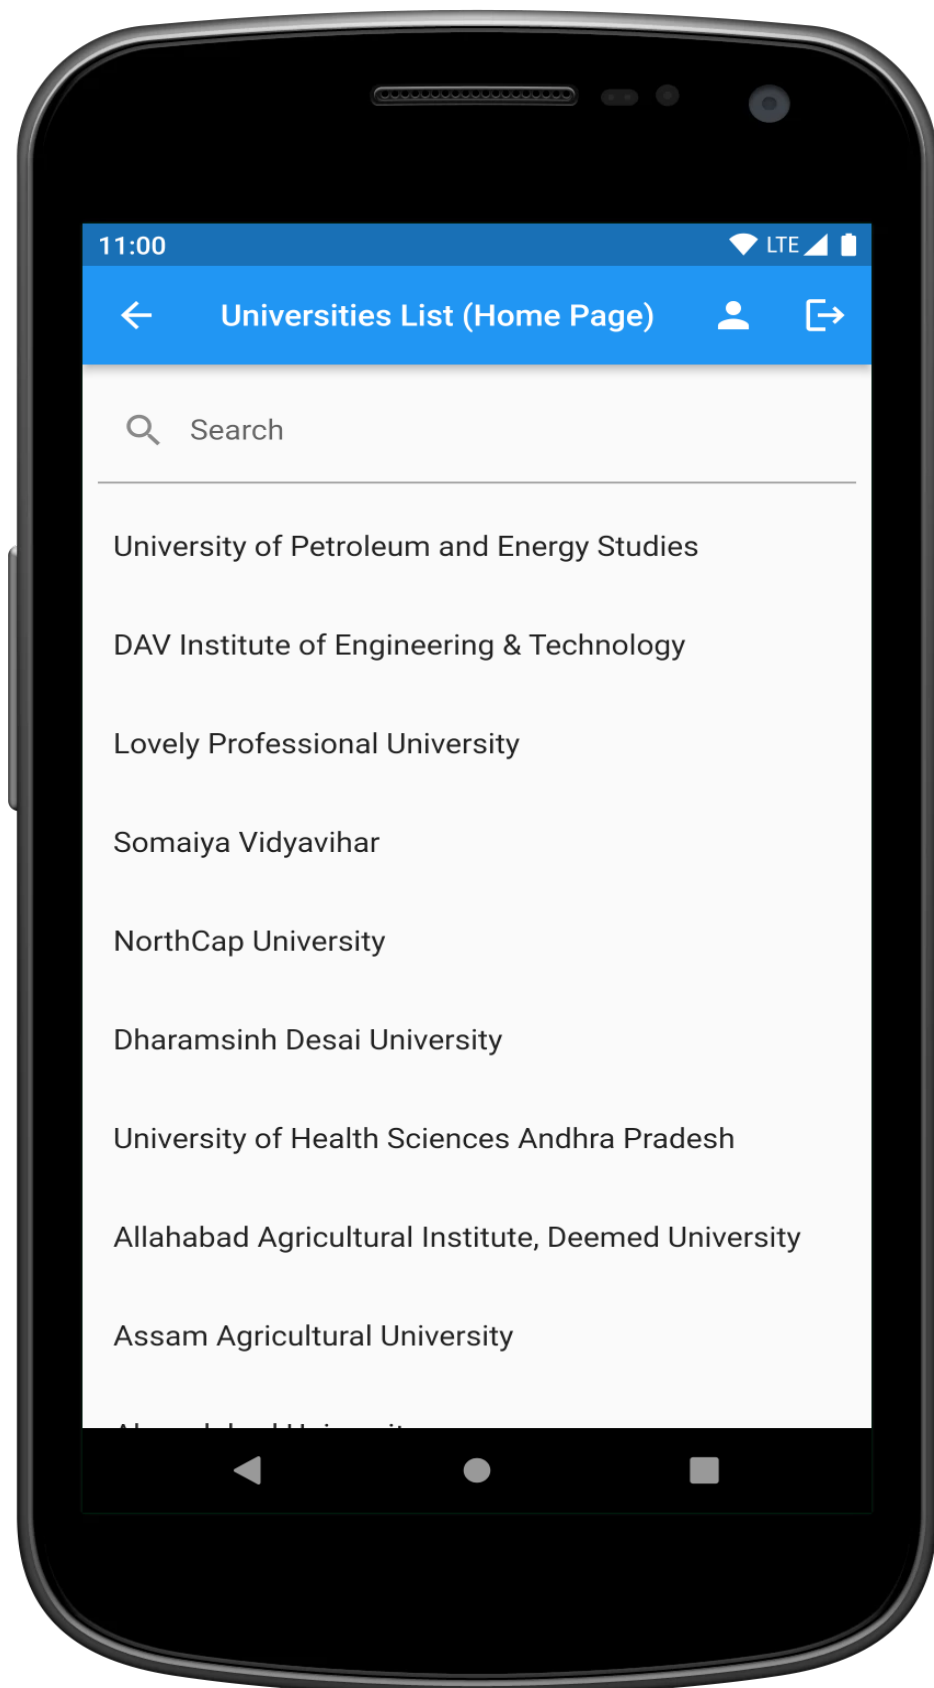 11:00 LTE
Universities List (Home Page)
Search
University of Petroleum and Energy Studies
DAV Institute of Engineering & Technology
Lovely Professional University
Somaiya Vidyavihar
NorthCap University
Dharamsinh Desai University
University of Health Sciences Andhra Pradesh
Allahabad Agricultural Institute, Deemed University
Assam Agricultural University